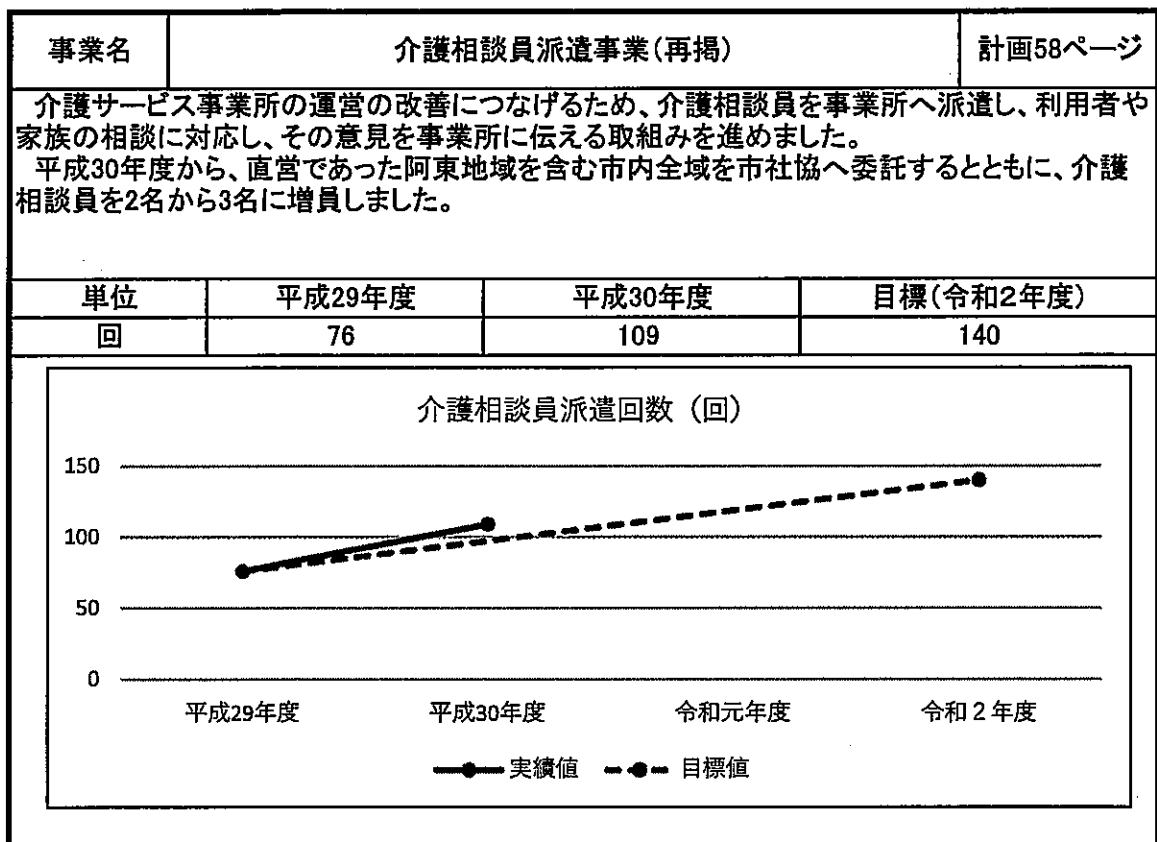 事業名 介護相談員派遣事業(再掲) 計画58ページ
介護サービス事業所の運営の改善につなげるため、介護相談員を事業所へ派遣し、利用者や
家族の相談に対応し、その意見を事業所に伝える取組みを進めました。
平成30年度から、直営であった阿東地域を含む市内全域を市社協へ委託するとともに、介護
相談員を2名から3名に増員しました。
単位 平成29年度 平成30年度 目標(令和2年度)
回 76 109 140
介護相談員派遣回数（回）
150
100
50
0
平成29年度 平成30年度 令和元年度 令和２年度
実績値 目標値